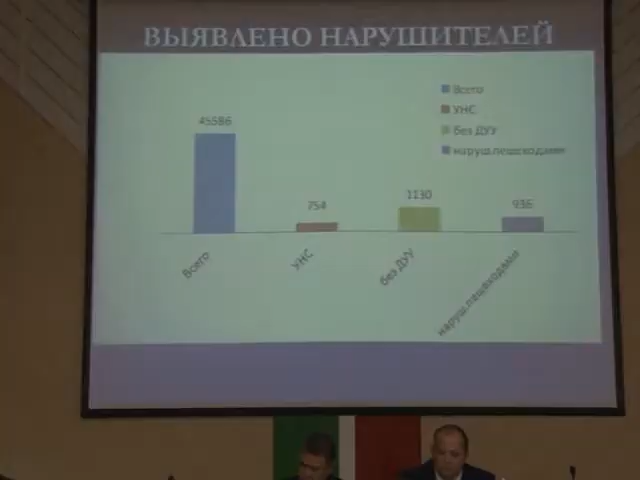 ВЫЯВЛЕНО НАРУШИТЕЛЕЙ
Всего
УНС
без ДУУ
наруш.пешеходами
45586
754
1130
936
Всего
УНС
без ДУУ
наруш.пешеходами